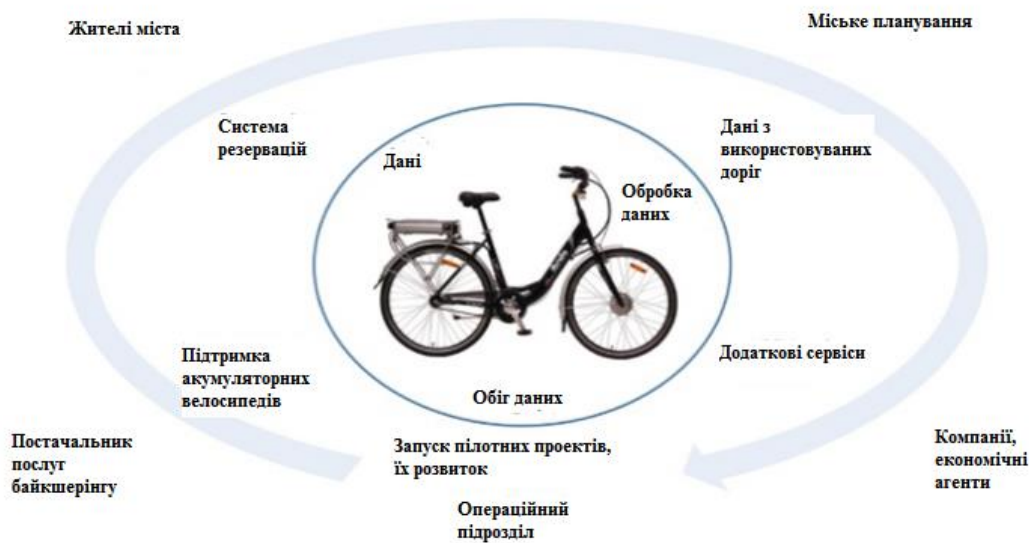 Жителі міста
Міське планування
Система
резервацій
Дані
Дані з
використовуваних
доріг
Обробка
даних
Підтримка
акумуляторних
велосипедів
Додаткові сервіси
Обіг даних
Постачальник
послуг
байкшерінгу
Запуск пілотних проектів,
їх розвиток
Компанії,
економічні
агенти
Операційний
підрозділ